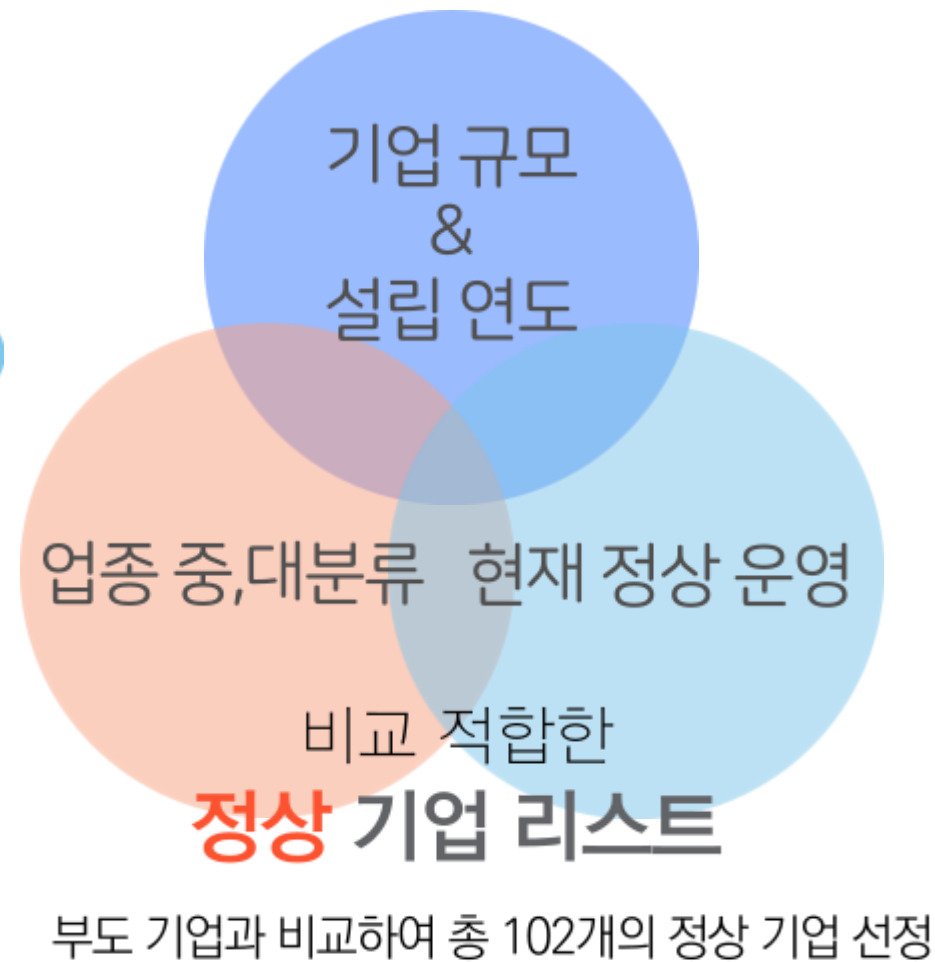 기업 규모
&
설립 연도
업종 중,대분류 현재 정상 운영
비교 적합한
정상 기업 리스트
부도 기업과 비교하여 총 102개의 정상 기업 선정